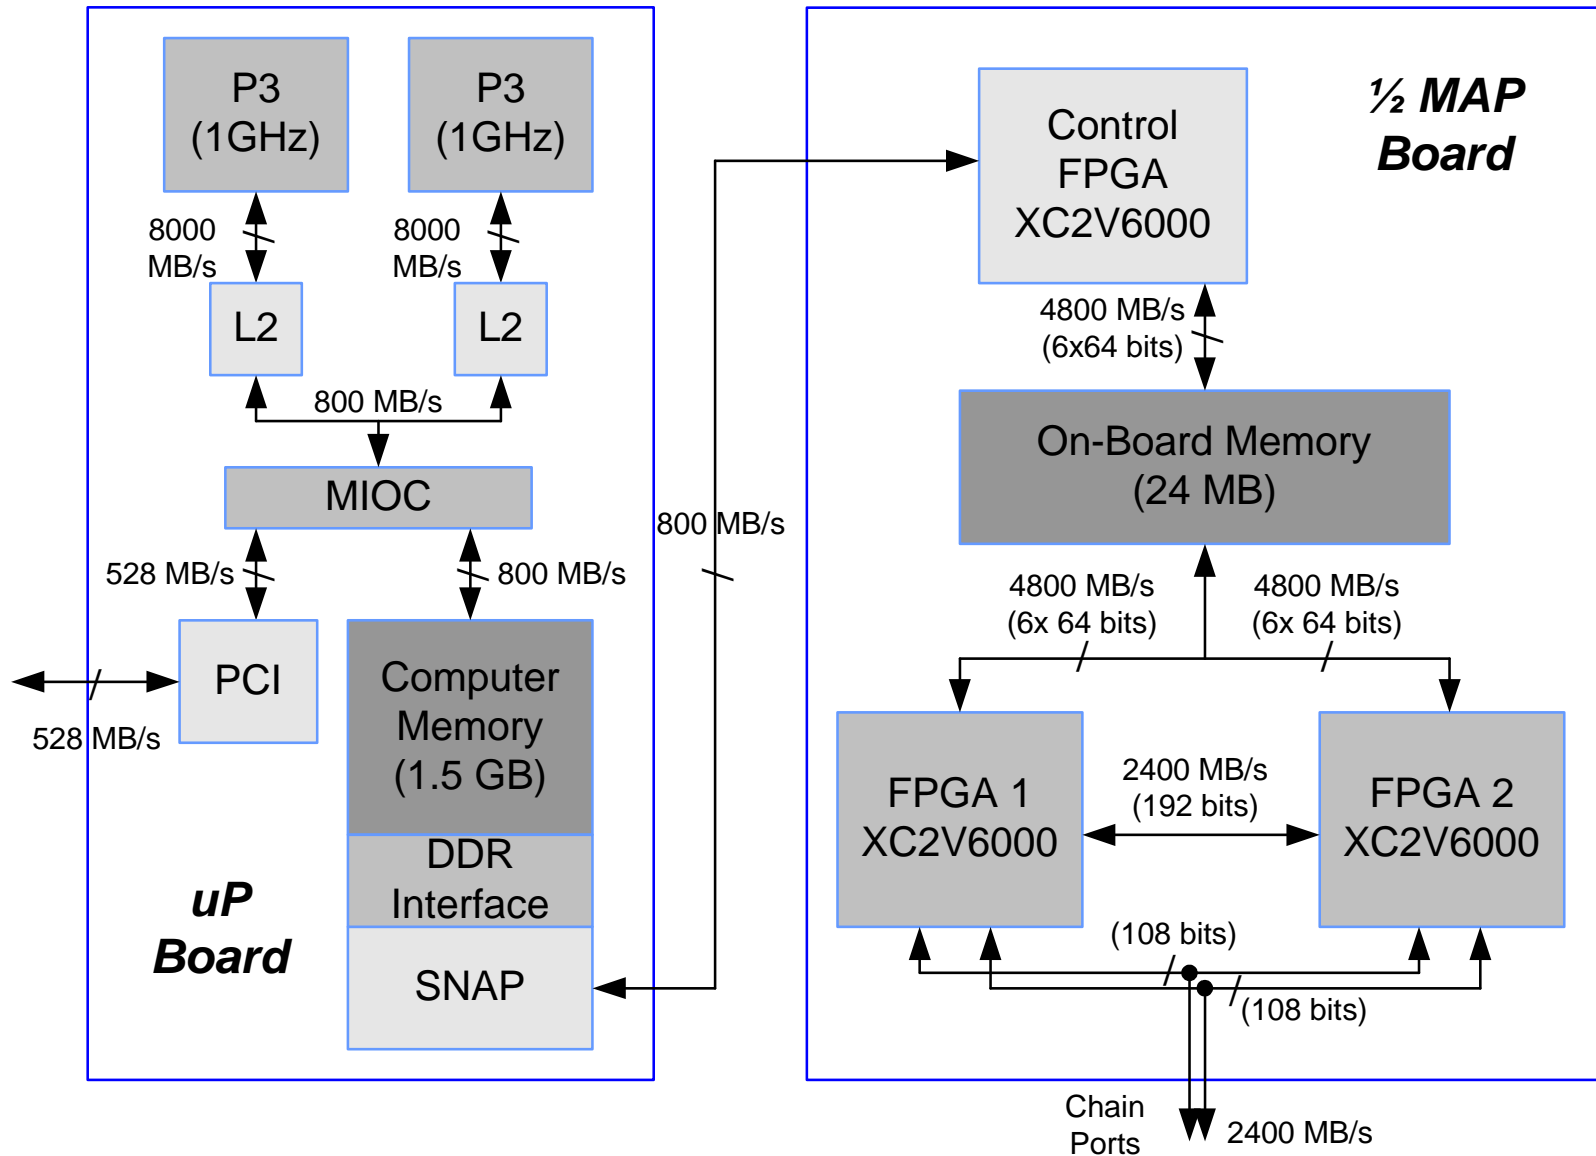 P3
(1GHz)
P3
(1GHz)
8000
MB/s
8000
MB/s
L2
L2
800 MB/s
MIOC
528 MB/s
800 MB/s
PCI
528 MB/s
Computer
Memory
(1.5 GB)
DDR
Interface
SNAP
uP
Board
800 MB/s
½ MAP
Board
Control
FPGA
XC2V6000
4800 MB/s
(6x64 bits)
On-Board Memory
(24 MB)
4800 MB/s
(6x 64 bits)
4800 MB/s
(6x 64 bits)
FPGA 1
XC2V6000
2400 MB/s
(192 bits)
FPGA 2
XC2V6000
(108 bits)
(108 bits)
Chain
Ports
2400 MB/s